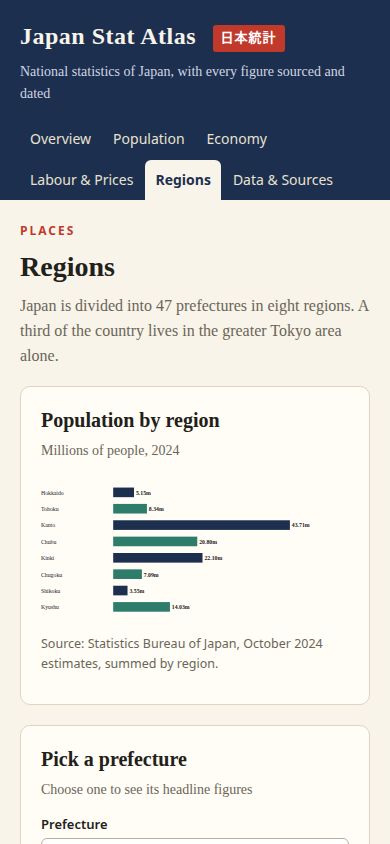 Japan Stat Atlas 日本統計
National statistics of Japan, with every figure sourced and
dated
Overview Population Economy
Labour & Prices Regions Data & Sources
PLACES
Regions
Japan is divided into 47 prefectures in eight regions. A
third of the country lives in the greater Tokyo area
alone.
Population by region
Millions of people, 2024
Hokkaido 5.15m
Tohoku 8.34m
Kanto 43.71m
Chubu 20.80m
Kinki 22.10m
Chugoku 7.09m
Shikoku 3.55m
Kyushu 14.03m
Source: Statistics Bureau of Japan, October 2024
estimates, summed by region.
Pick a prefecture
Choose one to see its headline figures
Prefecture